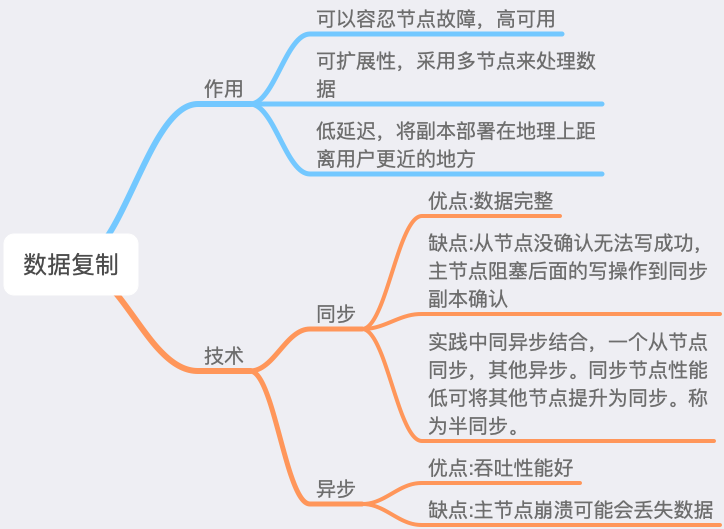 数据复制
作用
可以容忍节点故障，高可用
可扩展性，采用多节点来处理数
据
低延迟，将副本部署在地理上距
离用户更近的地方
技术
同步
优点:数据完整
缺点:从节点没确认无法写成功，
主节点阻塞后面的写操作到同步
副本确认
实践中同异步结合，一个从节点
同步，其他异步。同步节点性能
低可将其他节点提升为同步。称
为半同步。
异步
优点:吞吐性能好
缺点:主节点崩溃可能会丢失数据